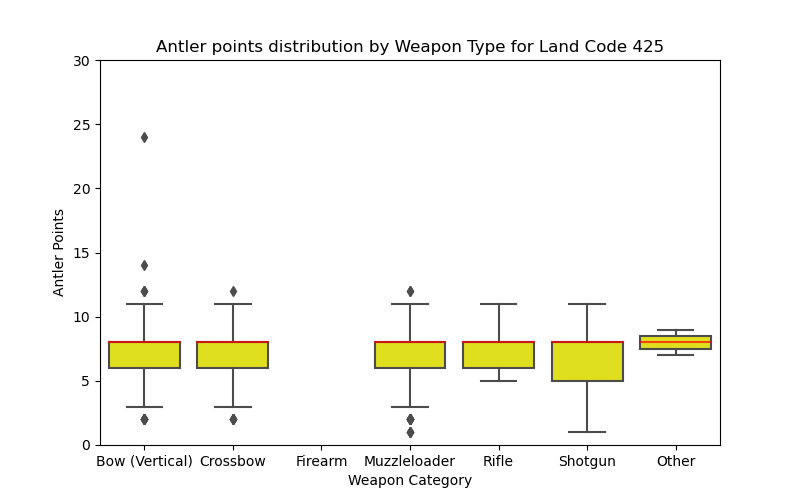 Antler points distribution by Weapon Type for Land Code 425
30
25
20
15
10
5
0
Antler Points
Bow (Vertical) Crossbow Firearm Muzzleloader Rifle Shotgun Other
Weapon Category